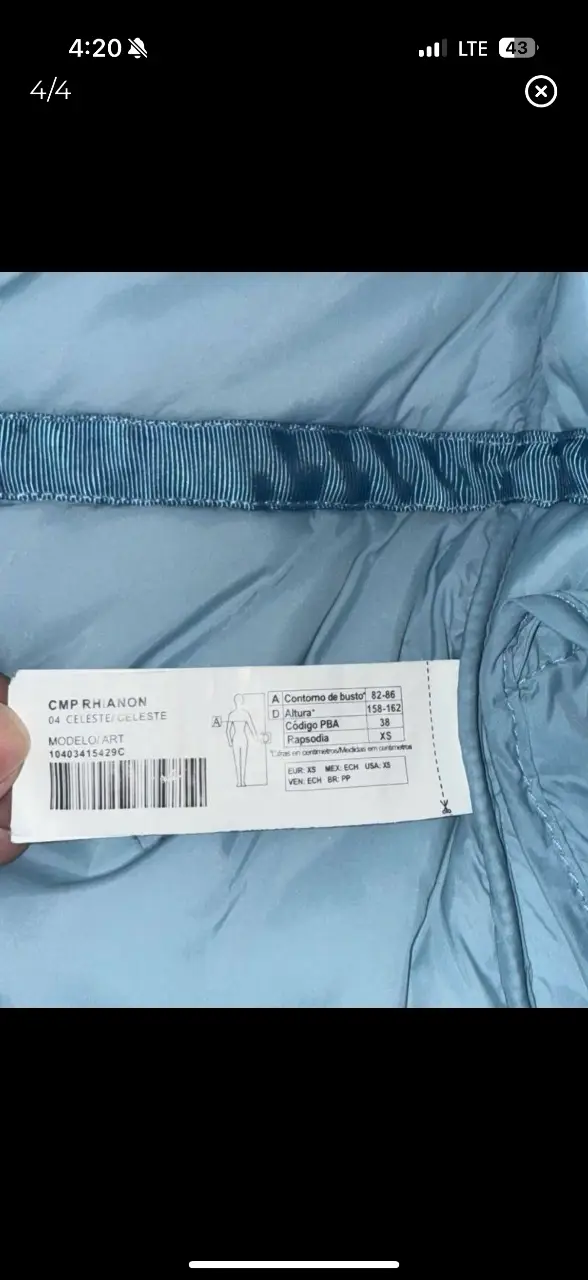 4:20
LTE 43
4/4
CMP RHIANON
04 CELESTE/CELESTE
MODELO/ART
10403415429C
A
D
A Contorno de busto* 82-86
D Altura* 158-162
Código PBA 38
Rapsodia XS
*Cifras en centímetros/Medidas em centímetros
EUR: XS MEX: ECH USA: XS
VEN: ECH BR: PP